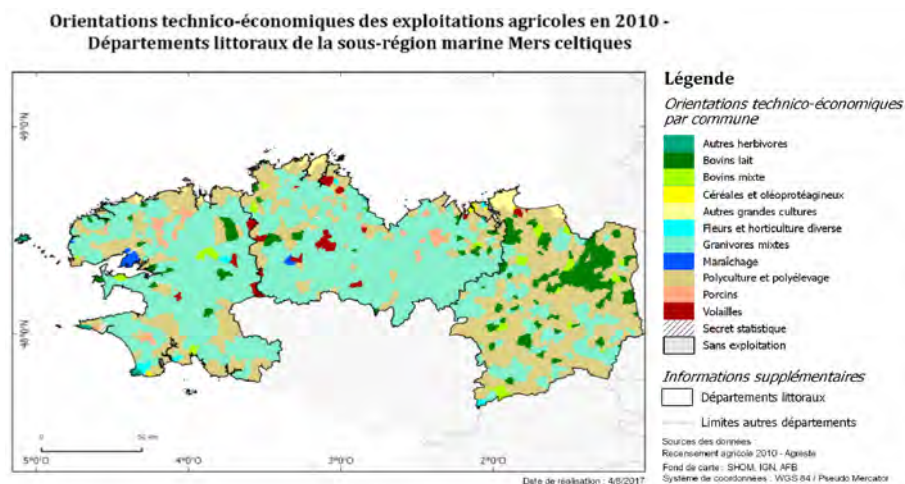 Orientations technico-économiques des exploitations agricoles en 2010 -
Départements littoraux de la sous-région marine Mers celtiques
Légende
Orientations technico-économiques
par commune
Autres herbivores
Bovins lait
Bovins mixte
Céréales et oléoprotéagineux
Autres grandes cultures
Fleurs et horticulture diverse
Granivores mixtes
Maraîchage
Polyculture et polyélevage
Porcins
Volailles
Secret statistique
Sans exploitation
Informations supplémentaires
Départements littoraux
Limites autres départements
Sources des données :
Recensement agricole 2010 - Agreste
Fond de carte : SHOM, IGN, AFB
Système de coordonnées : WGS 84 / Pseudo Mercator
49°0'N
48°0'N
0
50 km
5°0'O
4°0'O
3°0'O
2°0'O
Date de réalisation : 4/8/2017